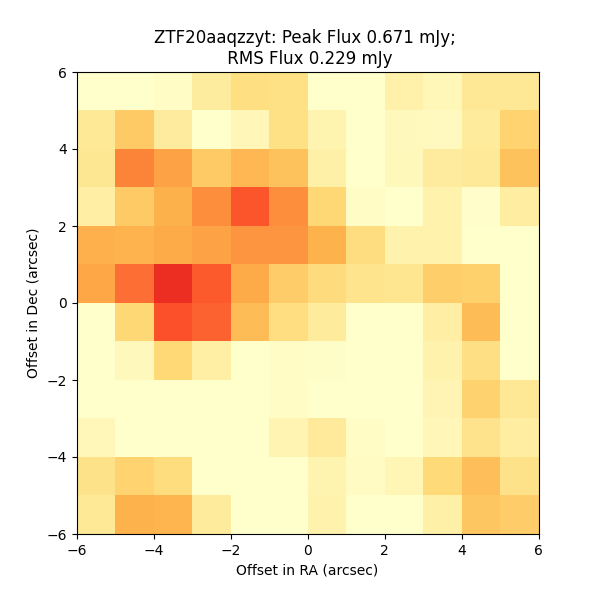 ZTF20aaqzzyt: Peak Flux 0.671 mJy;
RMS Flux 0.229 mJy
6
4
2
0
−2
−4
−6
Offset in Dec (arcsec)
−6 −4 −2 0 2 4 6
Offset in RA (arcsec)